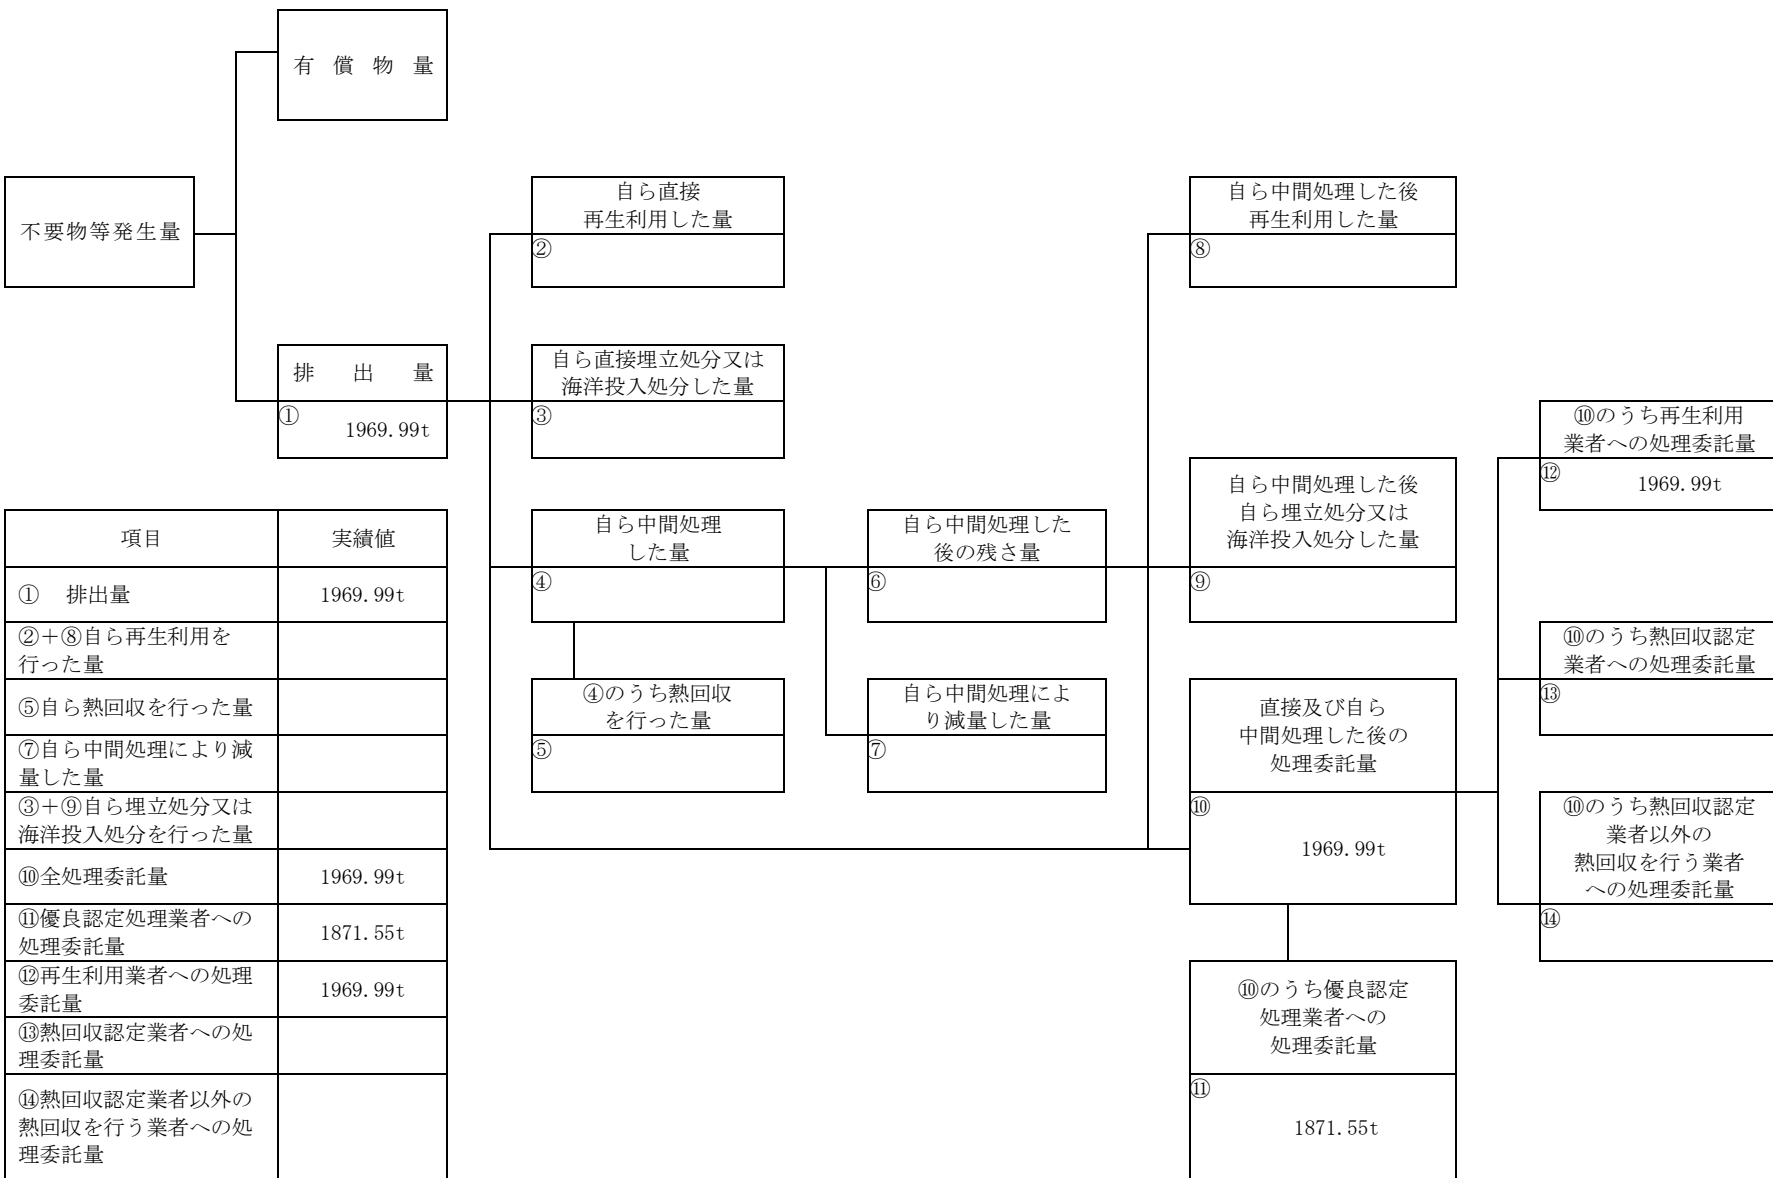 有償物量
不要物等発生量
排出量
①
1969.99t
自ら直接
再生利用した量
②
自ら直接埋立処分又は
海洋投入処分した量
③
自ら中間処理
した量
④
④のうち熱回収
を行った量
⑤
自ら中間処理した
後の残さ量
⑥
自ら中間処理によ
り減量した量
⑦
自ら中間処理した後
再生利用した量
⑧
自ら中間処理した後
自ら埋立処分又は
海洋投入処分した量
⑨
直接及び自ら
中間処理した後の
処理委託量
⑩
1969.99t
⑩のうち優良認定
処理業者への
処理委託量
⑪
1871.55t
⑩のうち再生利用
業者への処理委託量
⑫
1969.99t
⑩のうち熱回収認定
業者への処理委託量
⑬
⑩のうち熱回収認定
業者以外の
熱回収を行う業者
への処理委託量
⑭
項目 実績値
① 排出量 1969.99t
②+⑧自ら再生利用を
行った量
⑤自ら熱回収を行った量
⑦自ら中間処理により減
量した量
③+⑨自ら埋立処分又は
海洋投入処分を行った量
⑩全処理委託量 1969.99t
⑪優良認定処理業者への
処理委託量 1871.55t
⑫再生利用業者への処理
委託量 1969.99t
⑬熱回収認定業者への処
理委託量
⑭熱回収認定業者以外の
熱回収を行う業者への処
理委託量